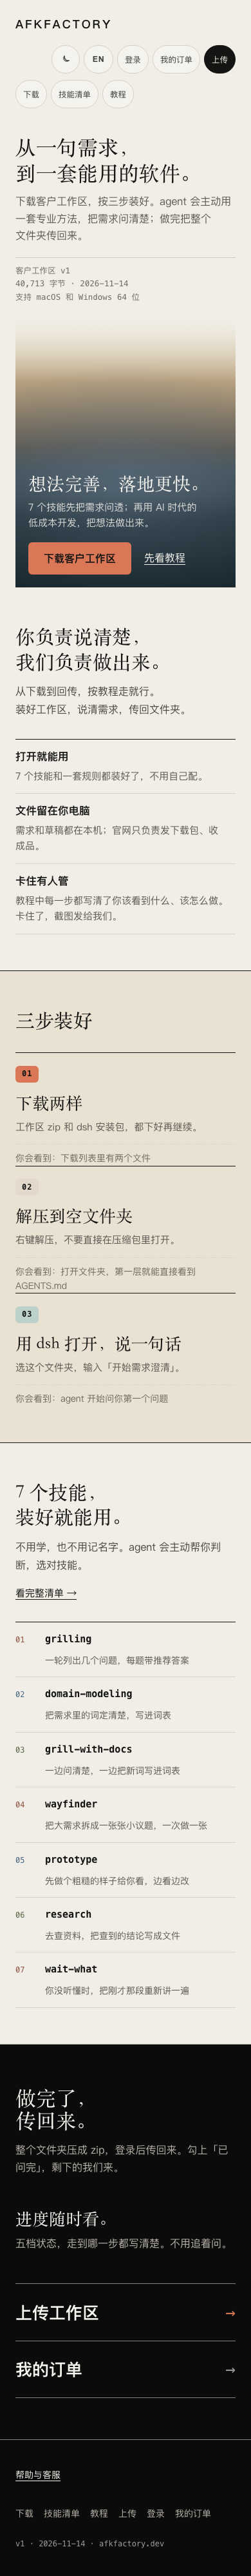 AFKFACTORY
EN
登录
我的订单
上传
下载
技能清单
教程
从一句需求，
到一套能用的软件。
下载客户工作区，按三步装好。agent 会主动用
一套专业方法，把需求问清楚；做完把整个
文件夹传回来。
客户工作区 v1
40,713 字节 · 2026-11-14
支持 macOS 和 Windows 64 位
想法完善，落地更快。
7 个技能先把需求问透；再用 AI 时代的
低成本开发，把想法做出来。
下载客户工作区
先看教程
你负责说清楚，
我们负责做出来。
从下载到回传，按教程走就行。
装好工作区，说清需求，传回文件夹。
打开就能用
7 个技能和一套规则都装好了，不用自己配。
文件留在你电脑
需求和草稿都在本机；官网只负责发下载包、收
成品。
卡住有人管
教程中每一步都写清了你该看到什么、该怎么做。
卡住了，截图发给我们。
三步装好
01
下载两样
工作区 zip 和 dsh 安装包，都下好再继续。
你会看到：下载列表里有两个文件
02
解压到空文件夹
右键解压，不要直接在压缩包里打开。
你会看到：打开文件夹，第一层就能直接看到
AGENTS.md
03
用 dsh 打开，说一句话
选这个文件夹，输入「开始需求澄清」。
你会看到：agent 开始问你第一个问题
7 个技能，
装好就能用。
不用学，也不用记名字。agent 会主动帮你判
断，选对技能。
看完整清单 →
01 grilling
一轮列出几个问题，每题带推荐答案
02 domain-modeling
把需求里的词定清楚，写进词表
03 grill-with-docs
一边问清楚，一边把新词写进词表
04 wayfinder
把大需求拆成一张张小议题，一次做一张
05 prototype
先做个粗糙的样子给你看，边看边改
06 research
去查资料，把查到的结论写成文件
07 wait-what
你没听懂时，把刚才那段重新讲一遍
做完了，
传回来。
整个文件夹压成 zip，登录后传回来。勾上「已
问完」，剩下的我们来。
进度随时看。
五档状态，走到哪一步都写清楚。不用追着问。
上传工作区 →
我的订单 →
帮助与客服
下载 技能清单 教程 上传 登录 我的订单
v1 · 2026-11-14 · afkfactory.dev